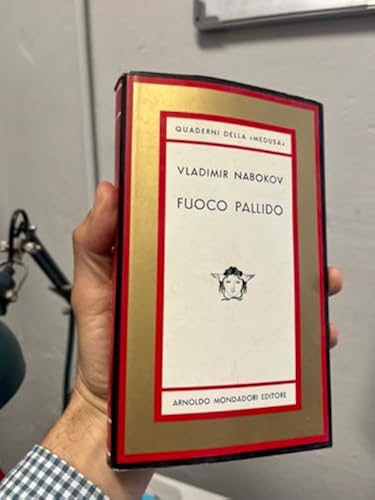 QUADERNI DELLA «MEDUSA»
VLADIMIR NABOKOV
FUOCO PALLIDO
ARNOLDO MONDADORI EDITORE